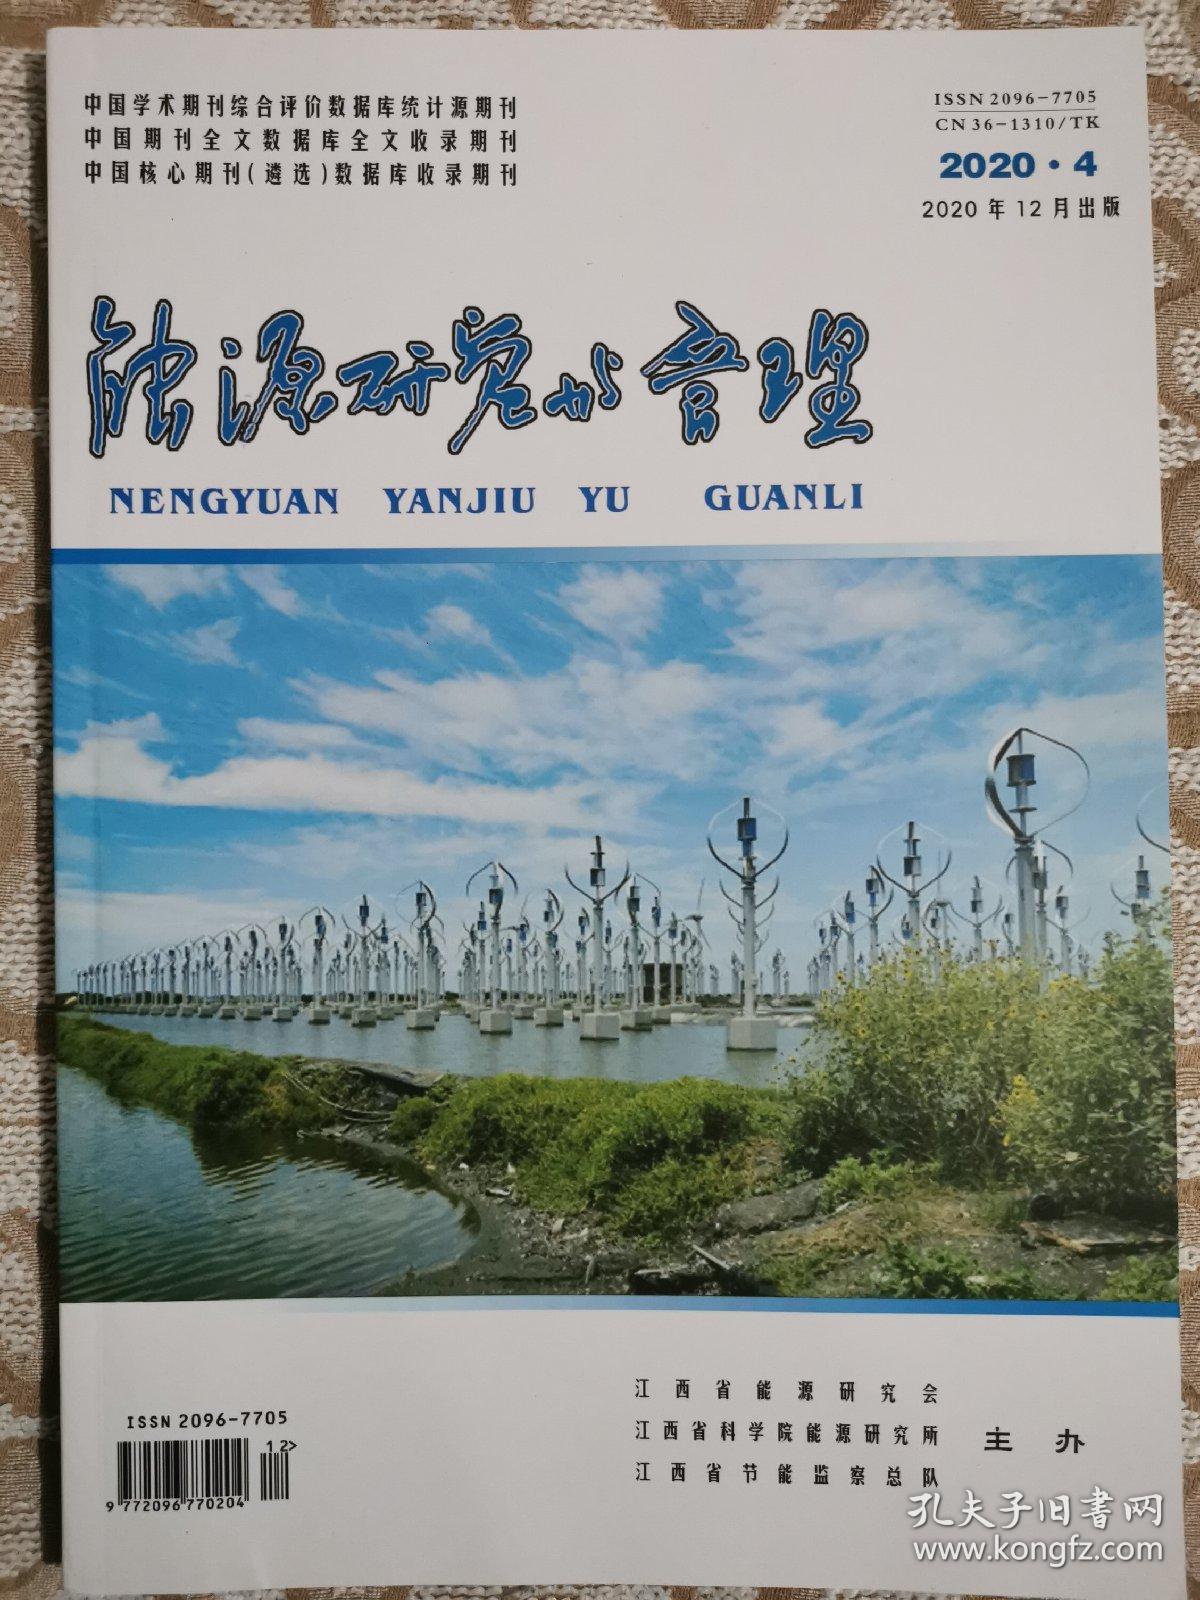 中国学术期刊综合评价数据库统计源期刊
中国期刊全文数据库全文收录期刊
中国核心期刊(遴选)数据库收录期刊
ISSN 2096-7705
CN 36-1310/TK
2020·4
2020 年 12 月出版
能源研究与管理
NENGYUAN YANJIU YU GUANLI
ISSN 2096-7705
12>
9 772096 770204
江西省能源研究会
江西省科学院能源研究所
江西省节能监察总队
主办
孔夫子旧书网
www.kongfz.com